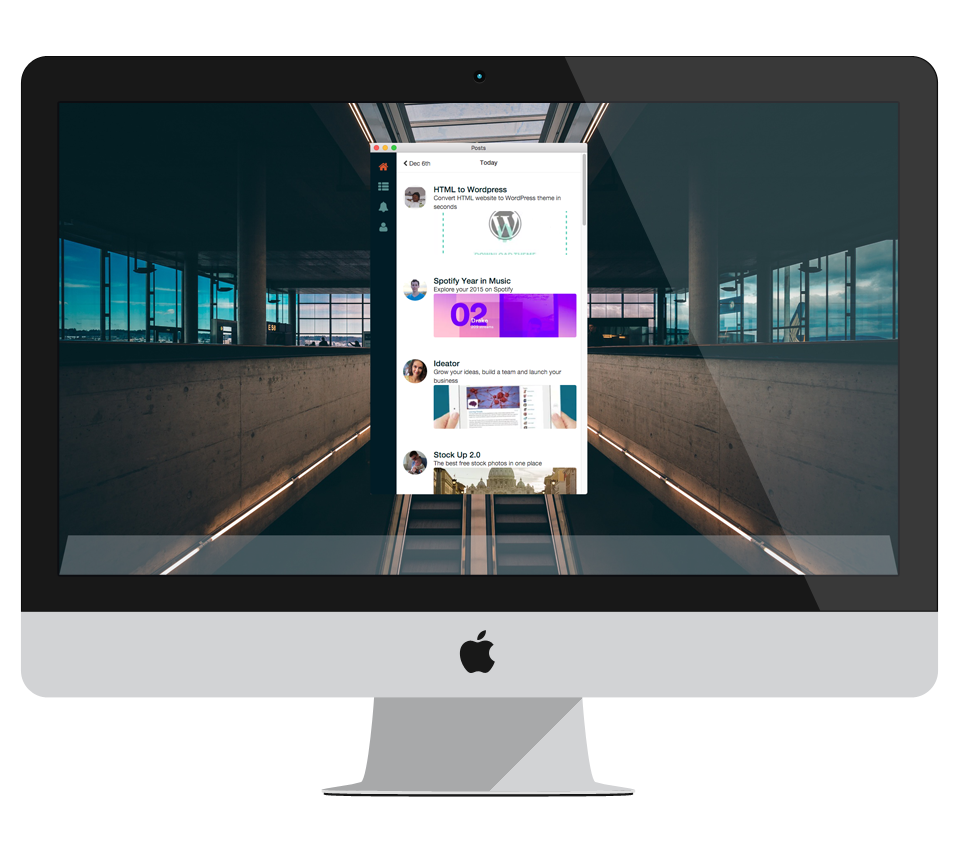 Posts
Dec 6th
Today
HTML to Wordpress
Convert HTML website to WordPress theme in
seconds
Spotify Year in Music
Explore your 2015 on Spotify
02
Drake
Ideator
Grow your ideas, build a team and launch your
business
Stock Up 2.0
The best free stock photos in one place
E50